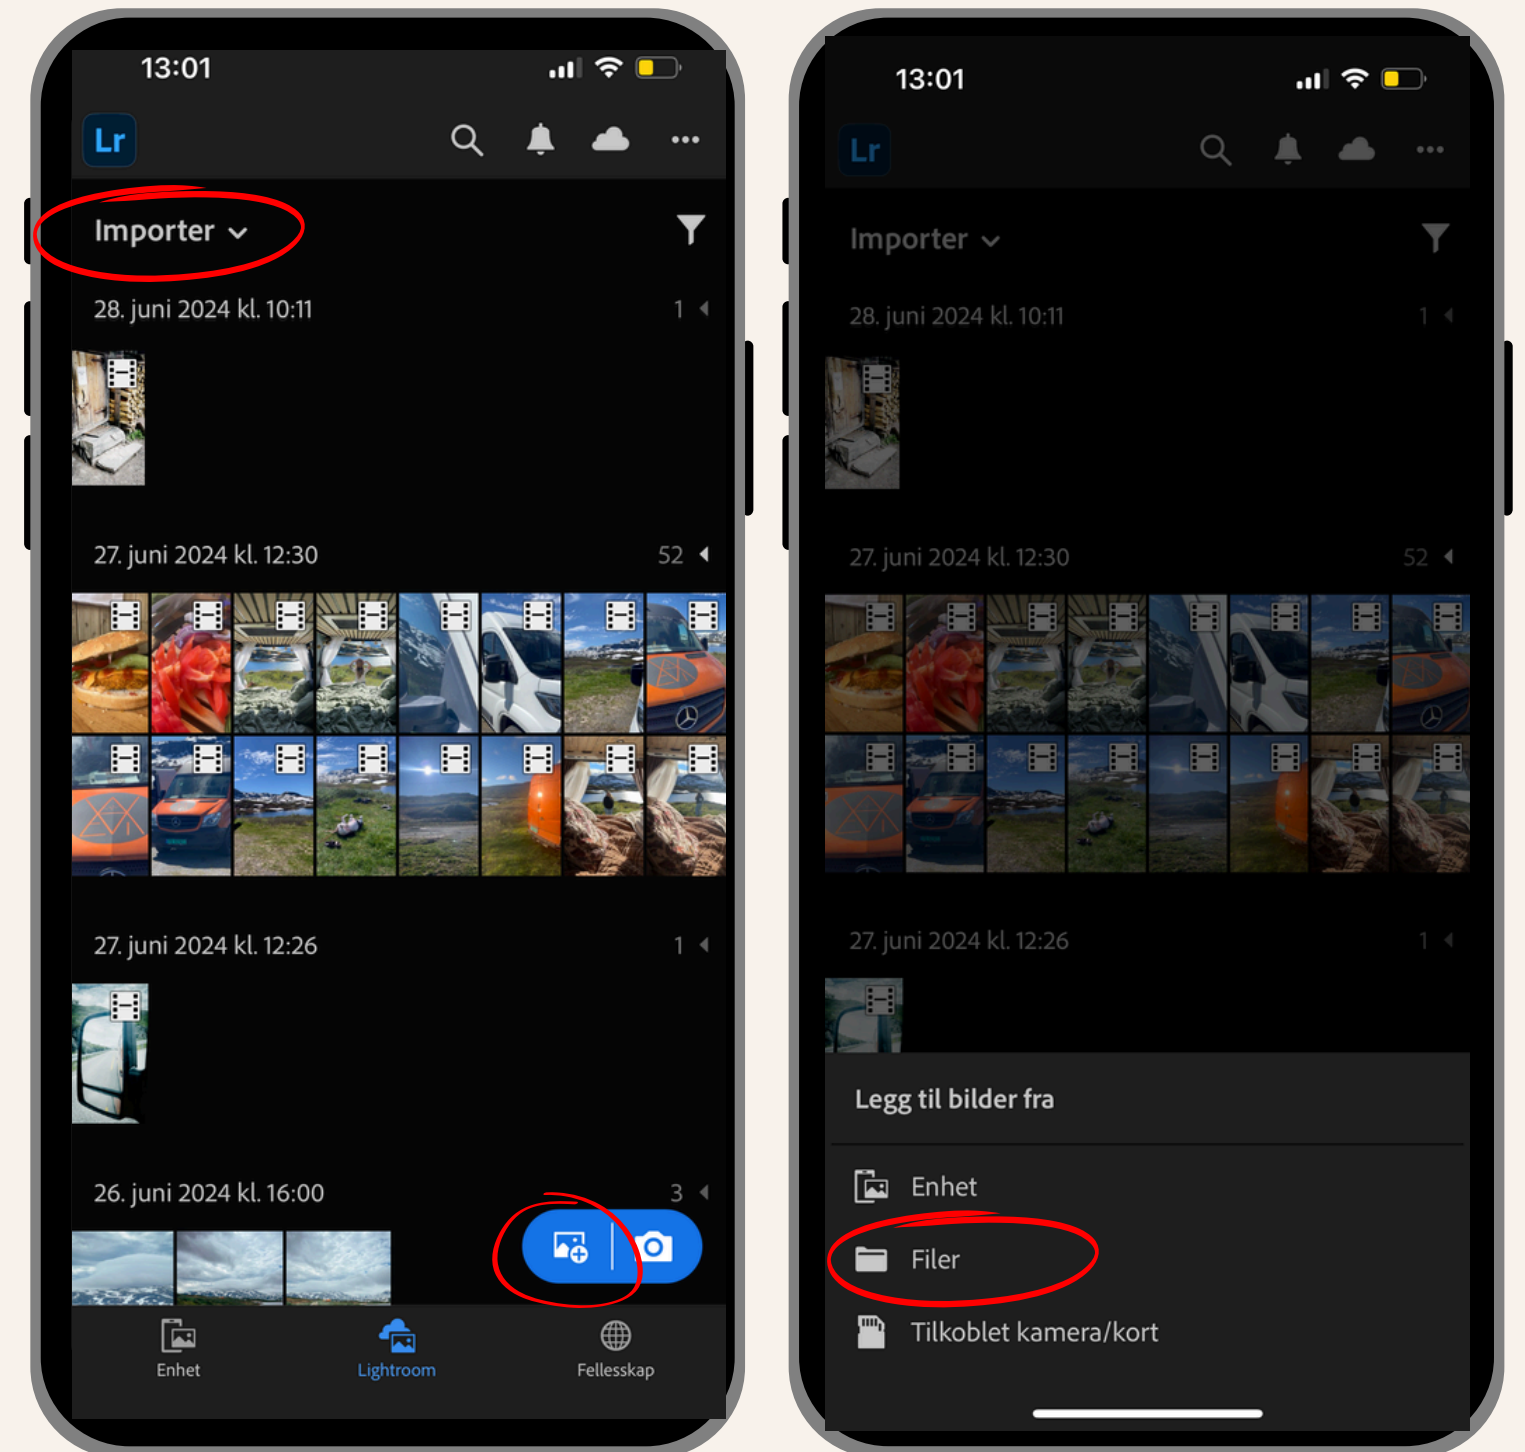 13:01
Lr
Importer
28. juni 2024 kl. 10:11
1
27. juni 2024 kl. 12:30
52
27. juni 2024 kl. 12:26
1
26. juni 2024 kl. 16:00
3
Enhet
Lightroom
Fellesskap
13:01
Lr
Importer
28. juni 2024 kl. 10:11
1
27. juni 2024 kl. 12:30
52
27. juni 2024 kl. 12:26
1
Legg til bilder fra
Enhet
Filer
Tilkoblet kamera/kort